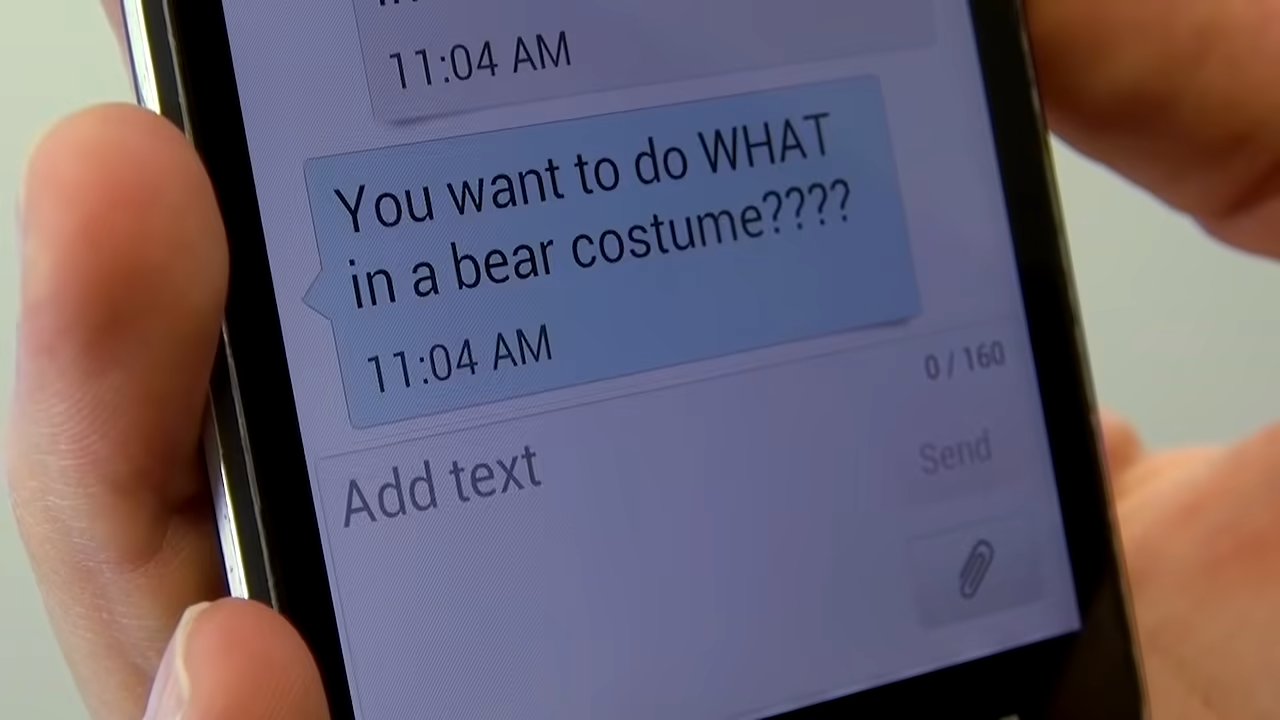 11:04 AM
You want to do WHAT
in a bear costume????
11:04 AM
0 / 160
Add text
Send